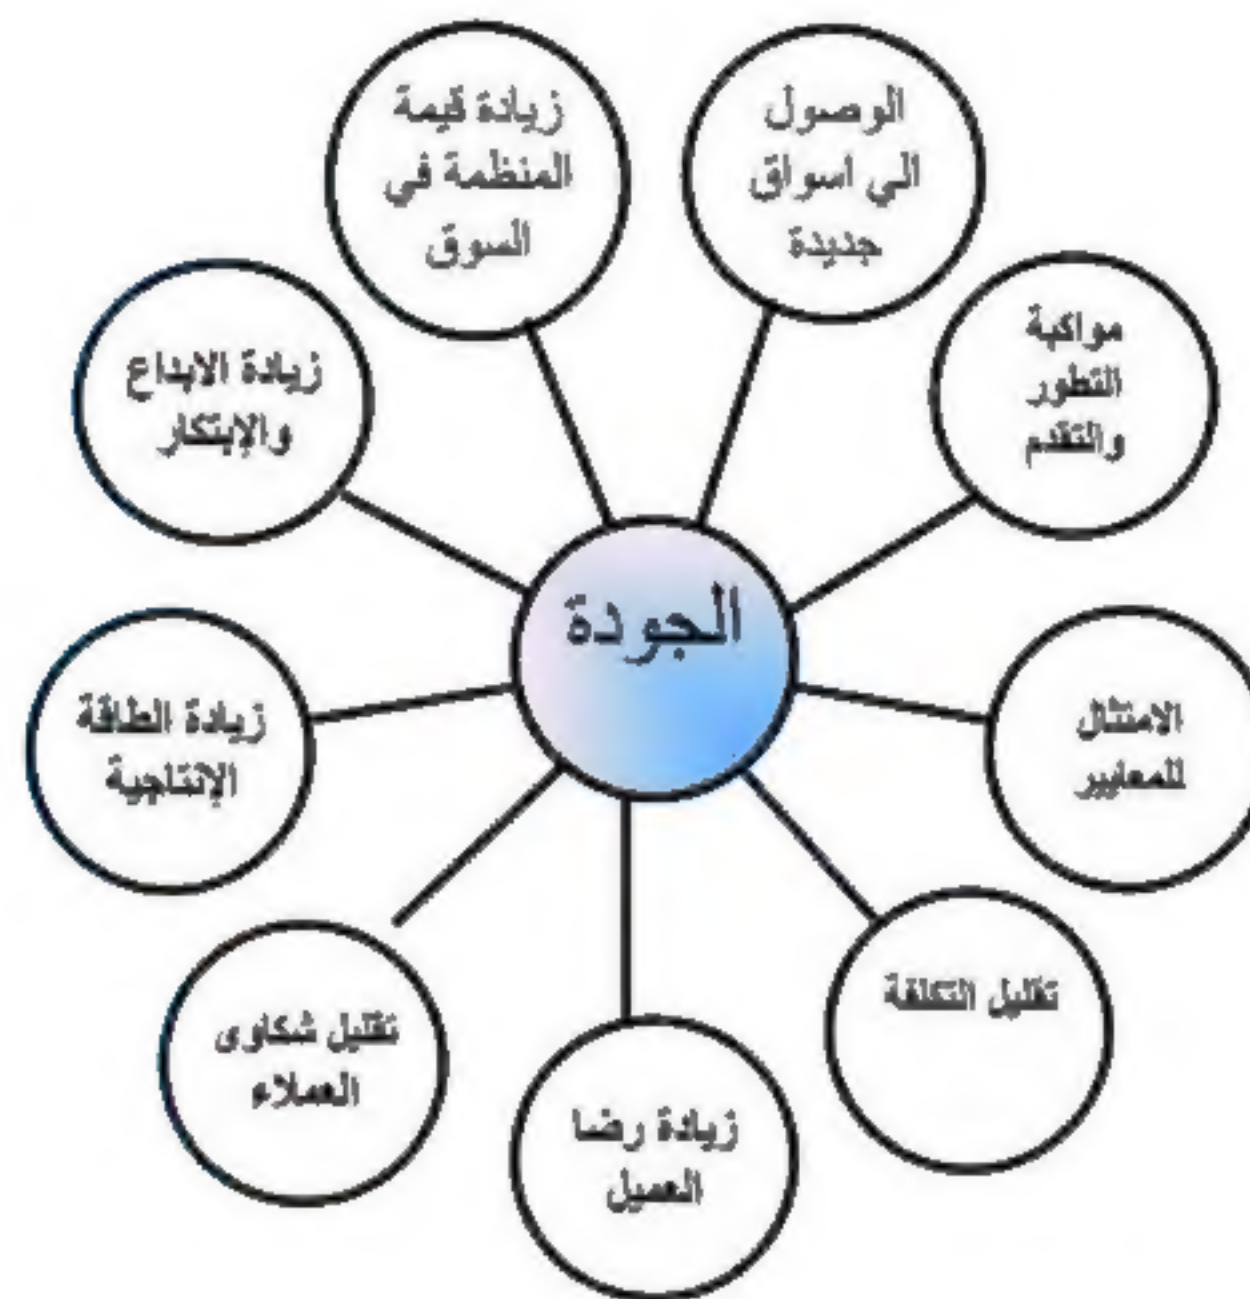 الجودة
الوصول
الي اسواق
جديدة
مواكبة
التطور
والتقدم
الامتثال
للمعايير
تقليل التكلفة
زيادة رضا
العميل
تقليل شكاوى
العملاء
زيادة الطاقة
الإنتاجية
زيادة الابداع
والإبتكار
زيادة قيمة
المنظمة في
السوق